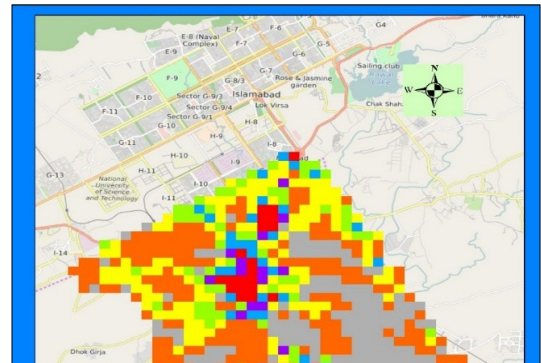 E-7
F-6
G4
E-8 (Naval
Complex)
F-7
G-5
E-9
G-6
F-9
G-7
Sailing club
G-8/3
Rose & Jasmine
garden
N
F-10
Sector G-9/3
Islamabad
W
E
F-11
Sector G-9/4
Lok Virsa
Chak Shah
S
G-10
Sector G-9/1
H-8
H-9
G-11
I-8
H-10
I-9
G-13
H-11
National
University
of Science
and Technology
I-10
I-11
I-14
Dhok Girja